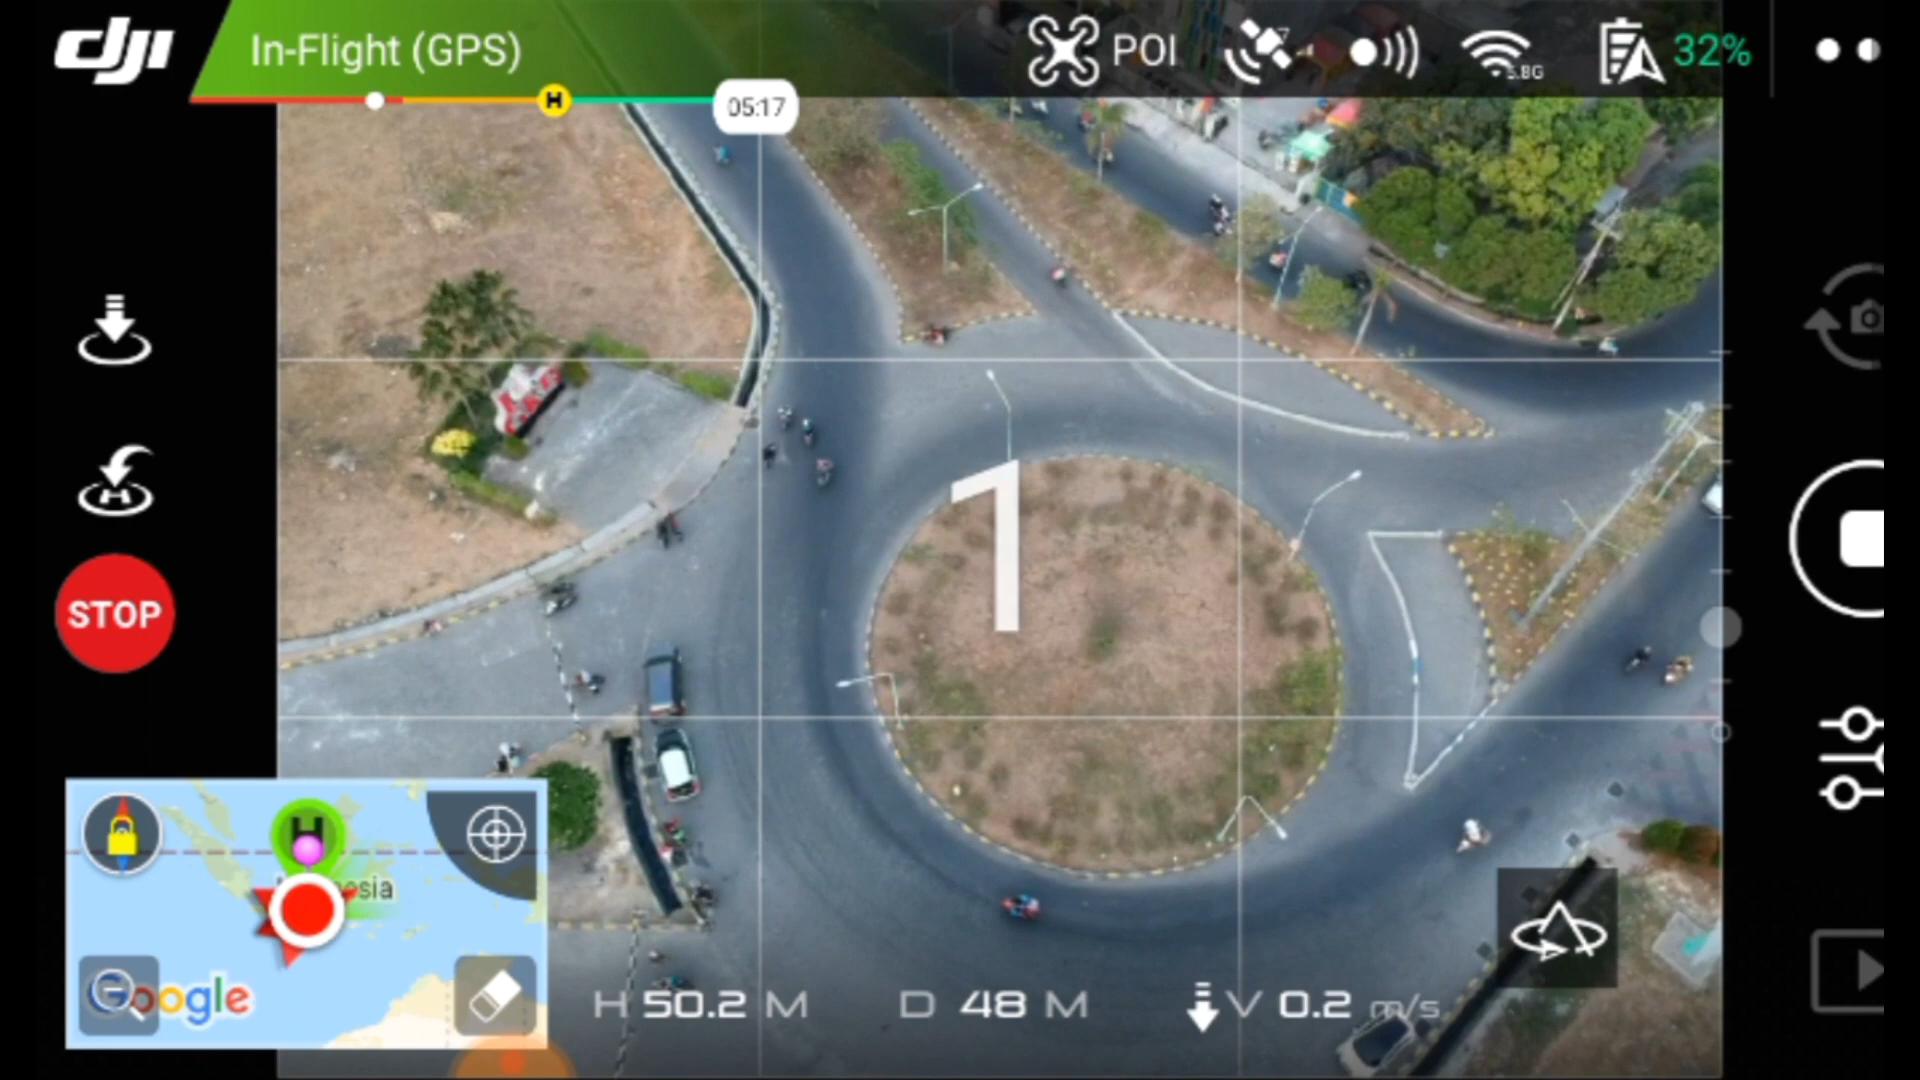 dji
In-Flight (GPS)
POI
7
5.8G
32%
H
05:17
1
STOP
H
H
esia
Google
H 50.2 M
D 48 M
V 0.2 m/s